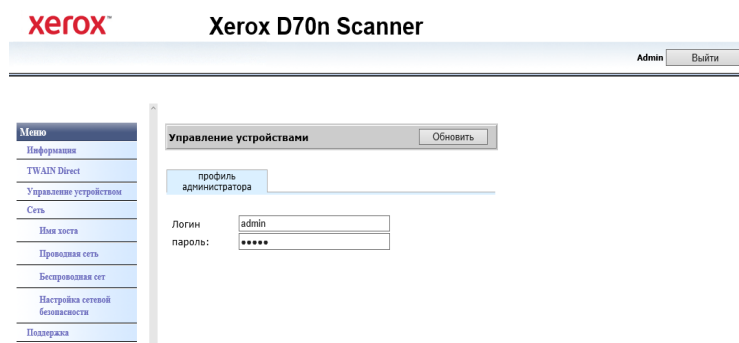 xerox™
Xerox D70n Scanner
Admin
Выйти
Меню
Информация
TWAIN Direct
Управление устройством
Сеть
Имя хоста
Проводная сеть
Беспроводная сет
Настройка сетевой
безопасности
Поддержка
Управление устройствами
Обновить
профиль
администратора
Логин
admin
пароль:
•••••